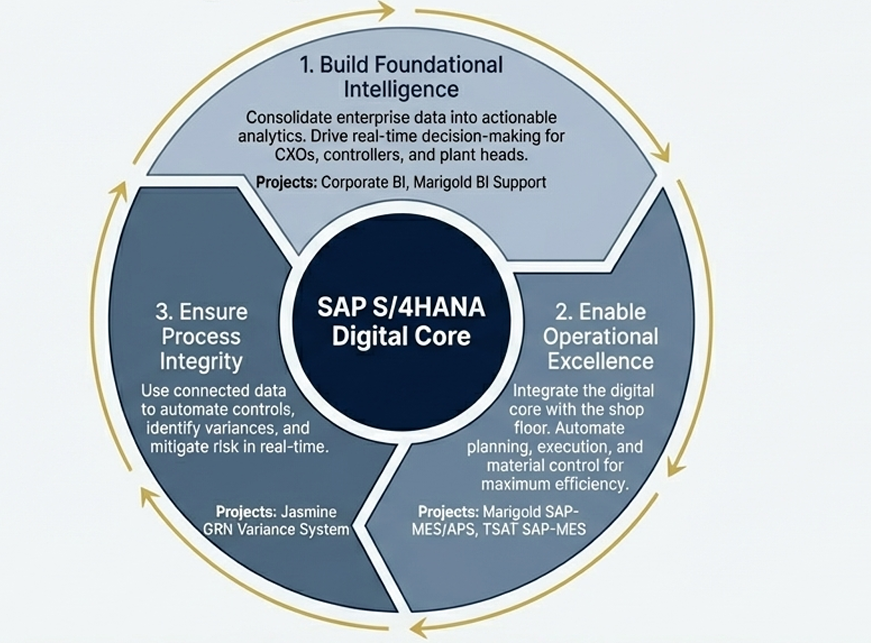 1. Build Foundational
Intelligence
Consolidate enterprise data into actionable
analytics. Drive real-time decision-making for
CXOs, controllers, and plant heads.
Projects: Corporate BI, Marigold BI Support
SAP S/4HANA
Digital Core
2. Enable
Operational
Excellence
Integrate the digital
core with the shop
floor. Automate
planning, execution, and
material control for
maximum efficiency.
Projects: Marigold SAP-
MES/APS, TSAT SAP-MES
3. Ensure
Process
Integrity
Use connected data
to automate controls,
identify variances, and
mitigate risk in real-time.
Projects: Jasmine
GRN Variance System